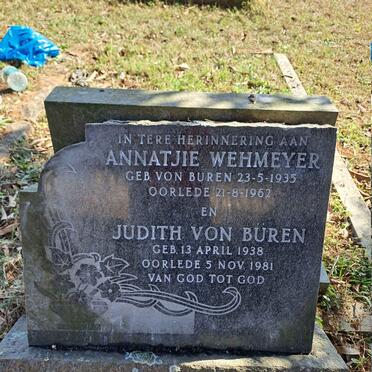 IN TERE HERINNERING AAN
ANNATJIE WEHMEYER
GEB VON BUREN 23-5-1935
OORLEDE 21-8-1962
EN
JUDITH VON BUREN
GEB 13 APRIL 1938
OORLEDE 5 NOV 1981
VAN GOD TOT GOD